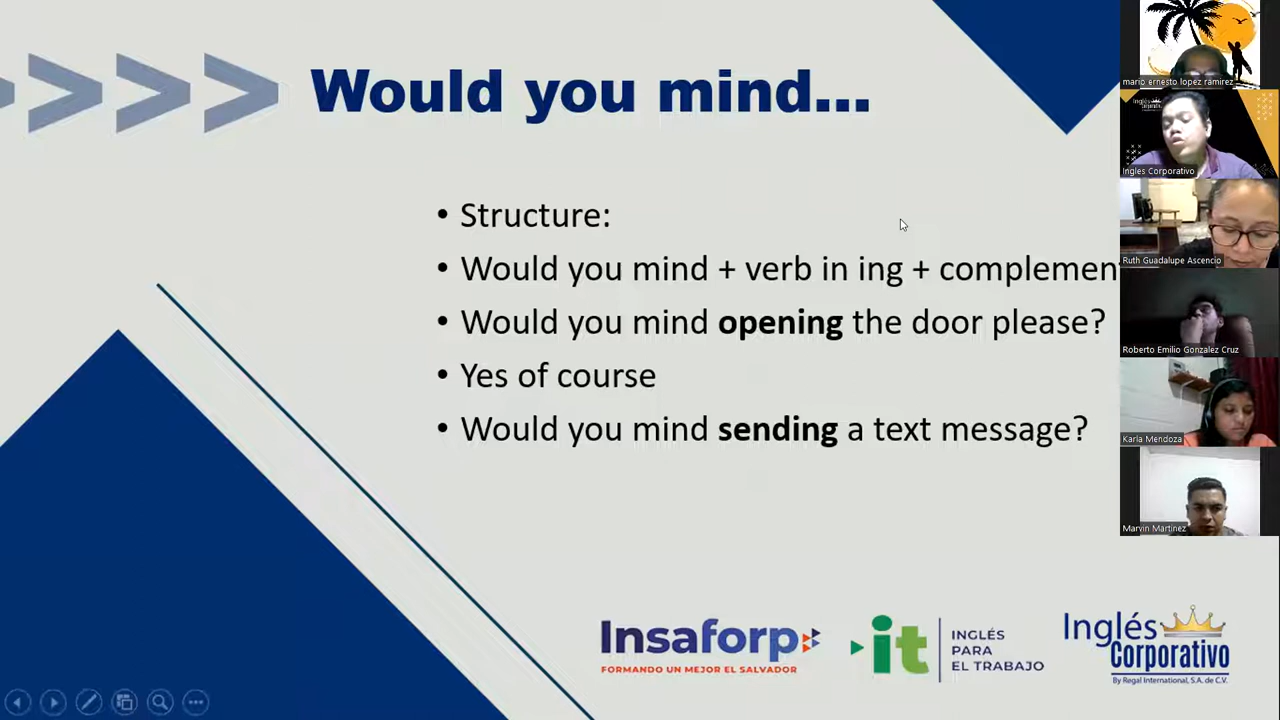 Would you mind...
• Structure:
• Would you mind + verb in ing + complement
• Would you mind opening the door please?
• Yes of course
• Would you mind sending a text message?
mario ernesto lopez ramirez
Ingles Corporativo
Ruth Guadalupe Ascencio
Roberto Emilio Gonzalez Cruz
Karla Mendoza
Marvin Martinez
Insaforp
FORMANDO UN MEJOR EL SALVADOR
it
INGLÉS
PARA
EL TRABAJO
Inglés
Corporativo
By Regal International, S.A. de C.V.